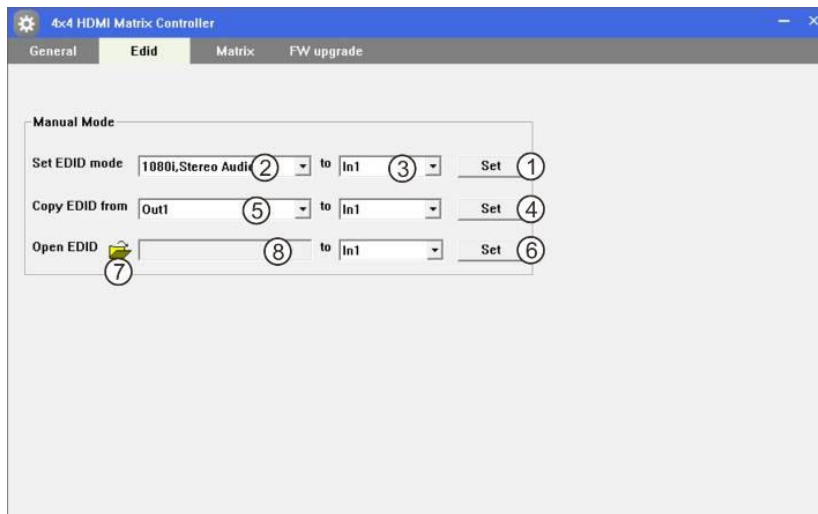 4x4 HDMI Matrix Controller
General Edid Matrix FW upgrade
Manual Mode
Set EDID mode 1080i,Stereo Audio 2 to In1 3 Set 1
Copy EDID from Out1 5 to In1 Set 4
Open EDID 7 8 to In1 Set 6